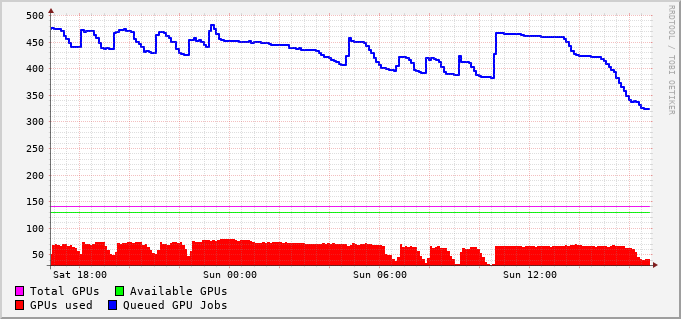 500
450
400
350
300
250
200
150
100
50
Sat 18:00 Sun 00:00 Sun 06:00 Sun 12:00
Total GPUs Available GPUs
GPUs used Queued GPU Jobs
RRDTOOL / TOBI OETIKER